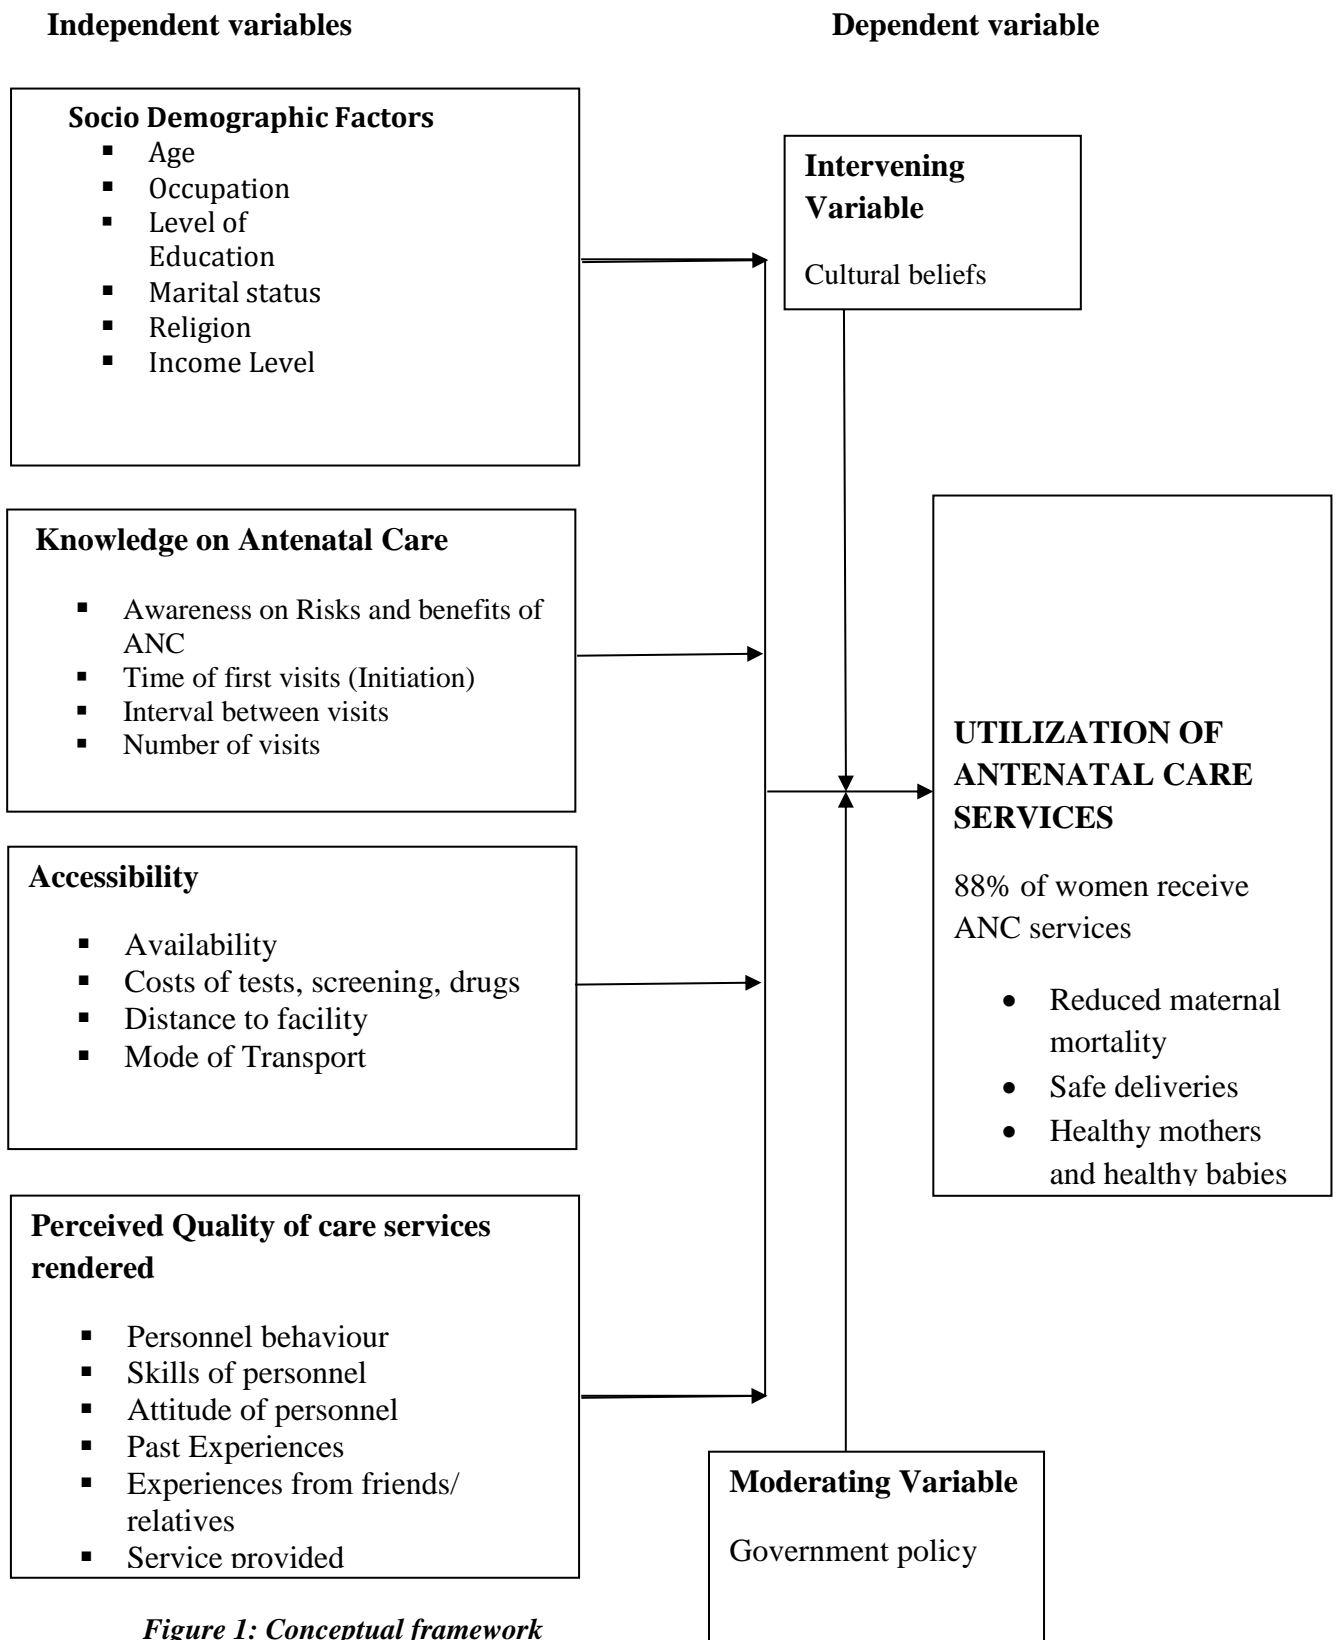 Independent variables
Dependent variable
Socio Demographic Factors
▪ Age
▪ Occupation
▪ Level of
Education
▪ Marital status
▪ Religion
▪ Income Level
Intervening
Variable
Cultural beliefs
Knowledge on Antenatal Care
▪ Awareness on Risks and benefits of
ANC
▪ Time of first visits (Initiation)
▪ Interval between visits
▪ Number of visits
Accessibility
▪ Availability
▪ Costs of tests, screening, drugs
▪ Distance to facility
▪ Mode of Transport
UTILIZATION OF
ANTENATAL CARE
SERVICES
88% of women receive
ANC services
• Reduced maternal
mortality
• Safe deliveries
• Healthy mothers
and healthy babies
Perceived Quality of care services
rendered
▪ Personnel behaviour
▪ Skills of personnel
▪ Attitude of personnel
▪ Past Experiences
▪ Experiences from friends/
relatives
▪ Service provided
Moderating Variable
Government policy
Figure 1: Conceptual framework